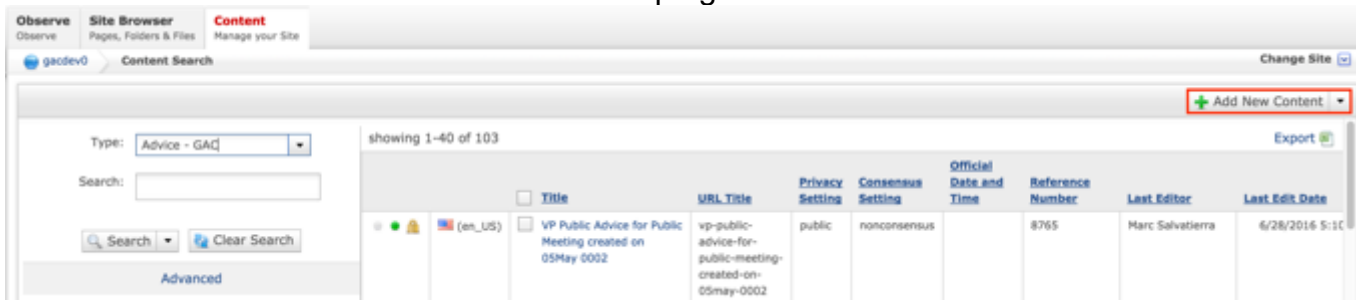 Observe
Observe
Site Browser
Pages, Folders & Files
Content
Manage your Site
gacdev0
Content Search
Change Site
Add New Content
Type:
Advice - GAC
Search:
Search
Clear Search
Advanced
showing 1-40 of 103
Export
Title
URL Title
Privacy
Setting
Consensus
Setting
Official
Date and
Time
Reference
Number
Last Editor
Last Edit Date
(en_US)
VP Public Advice for Public
Meeting created on
05May 0002
vp-public-
advice-for-
public-meeting-
created-on-
05may-0002
public
nonconsensus
8765
Marc Salvatierra
6/28/2016